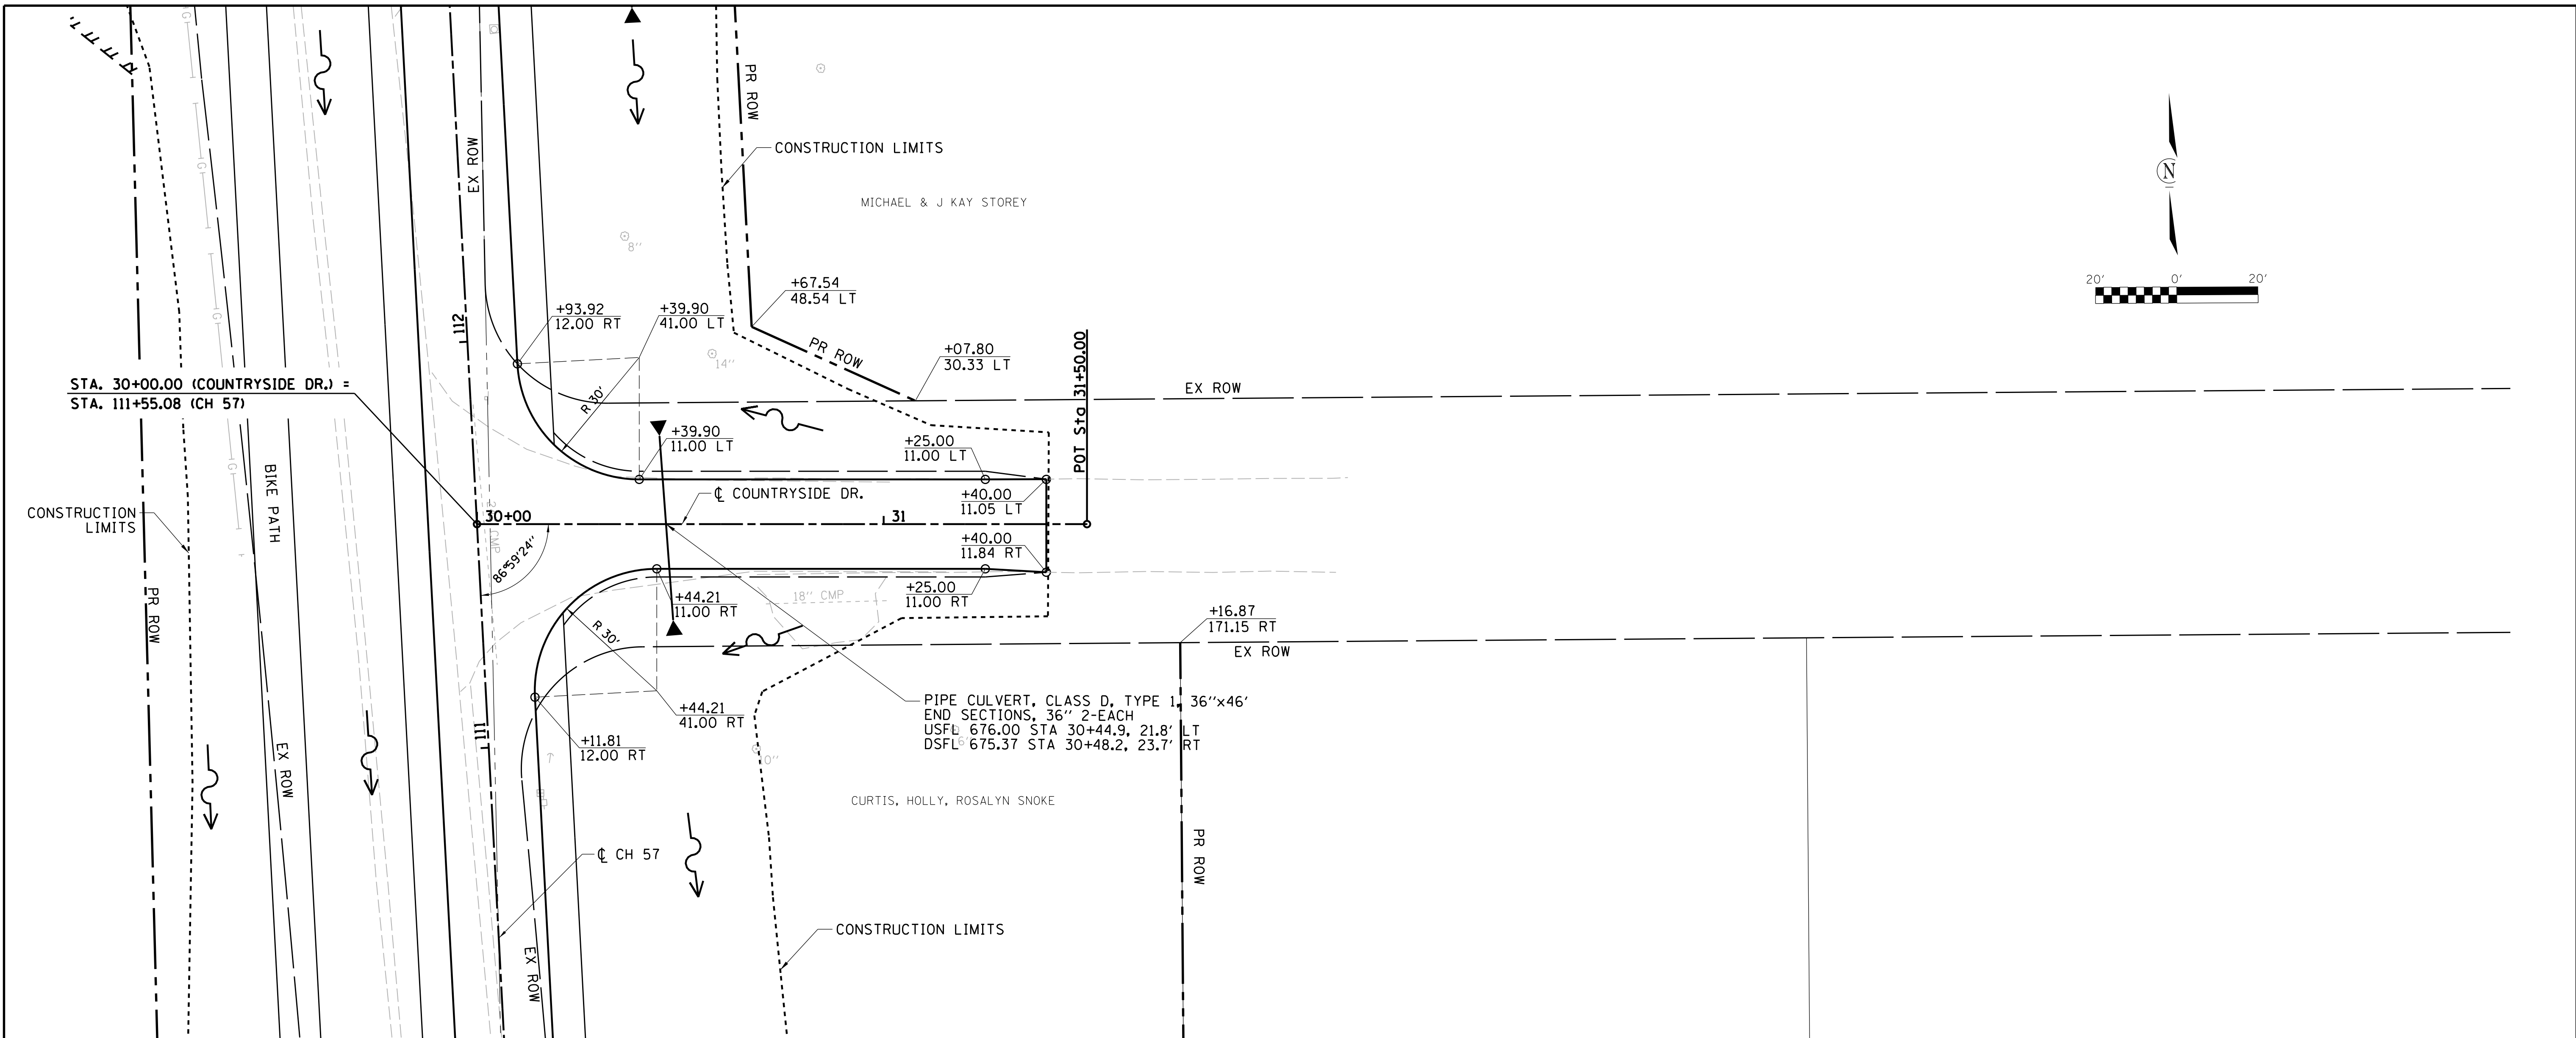 PR ROW
CONSTRUCTION LIMITS
EX ROW
MICHAEL & J KAY STOREY
N
8''
+67.54
48.54 LT
20' 0' 20'
+93.92
12.00 RT
+39.90
41.00 LT
112
14''
PR ROW
+07.80
30.33 LT
POT Sta 31+50.00
STA. 30+00.00 (COUNTRYSIDE DR.) =
STA. 111+55.08 (CH 57)
EX ROW
R 30'
G
G
G
G
G
+39.90
11.00 LT
+25.00
11.00 LT
BIKE PATH
℄ COUNTRYSIDE DR.
+40.00
11.05 LT
CONSTRUCTION
LIMITS
30+00
31
CMP
86°59'24''
+40.00
11.84 RT
PR ROW
+44.21
11.00 RT
18'' CMP
+25.00
11.00 RT
+16.87
171.15 RT
R 30'
EX ROW
PIPE CULVERT, CLASS D, TYPE 1, 36''x46'
END SECTIONS, 36'' 2-EACH
USFL 676.00 STA 30+44.9, 21.8' LT
DSFL 675.37 STA 30+48.2, 23.7' RT
6''
+44.21
41.00 RT
111
+11.81
12.00 RT
10''
EX ROW
CURTIS, HOLLY, ROSALYN SNOKE
℄ CH 57
PR ROW
CONSTRUCTION LIMITS
EX ROW